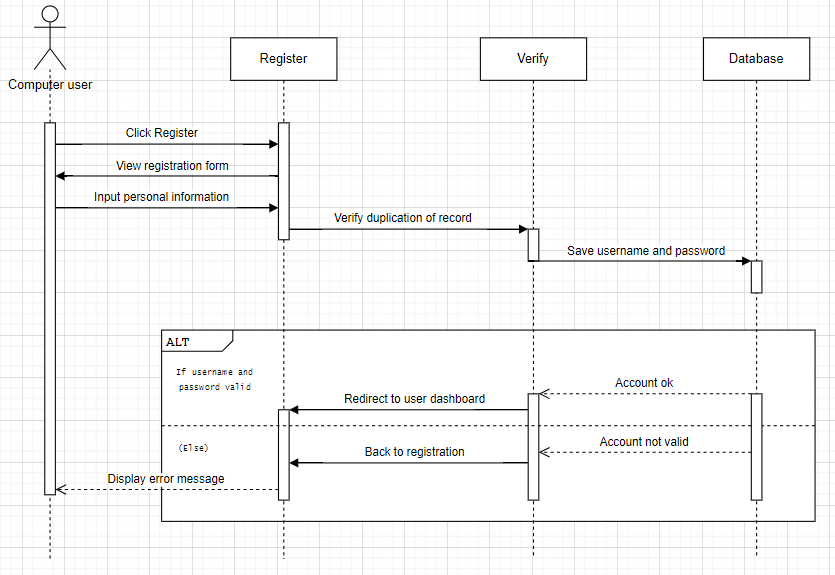 Register
Verify
Database
Computer user
Click Register
View registration form
Input personal information
Verify duplication of record
Save username and password
ALT
If username and
password valid
Account ok
Redirect to user dashboard
(Else)
Account not valid
Back to registration
Display error message